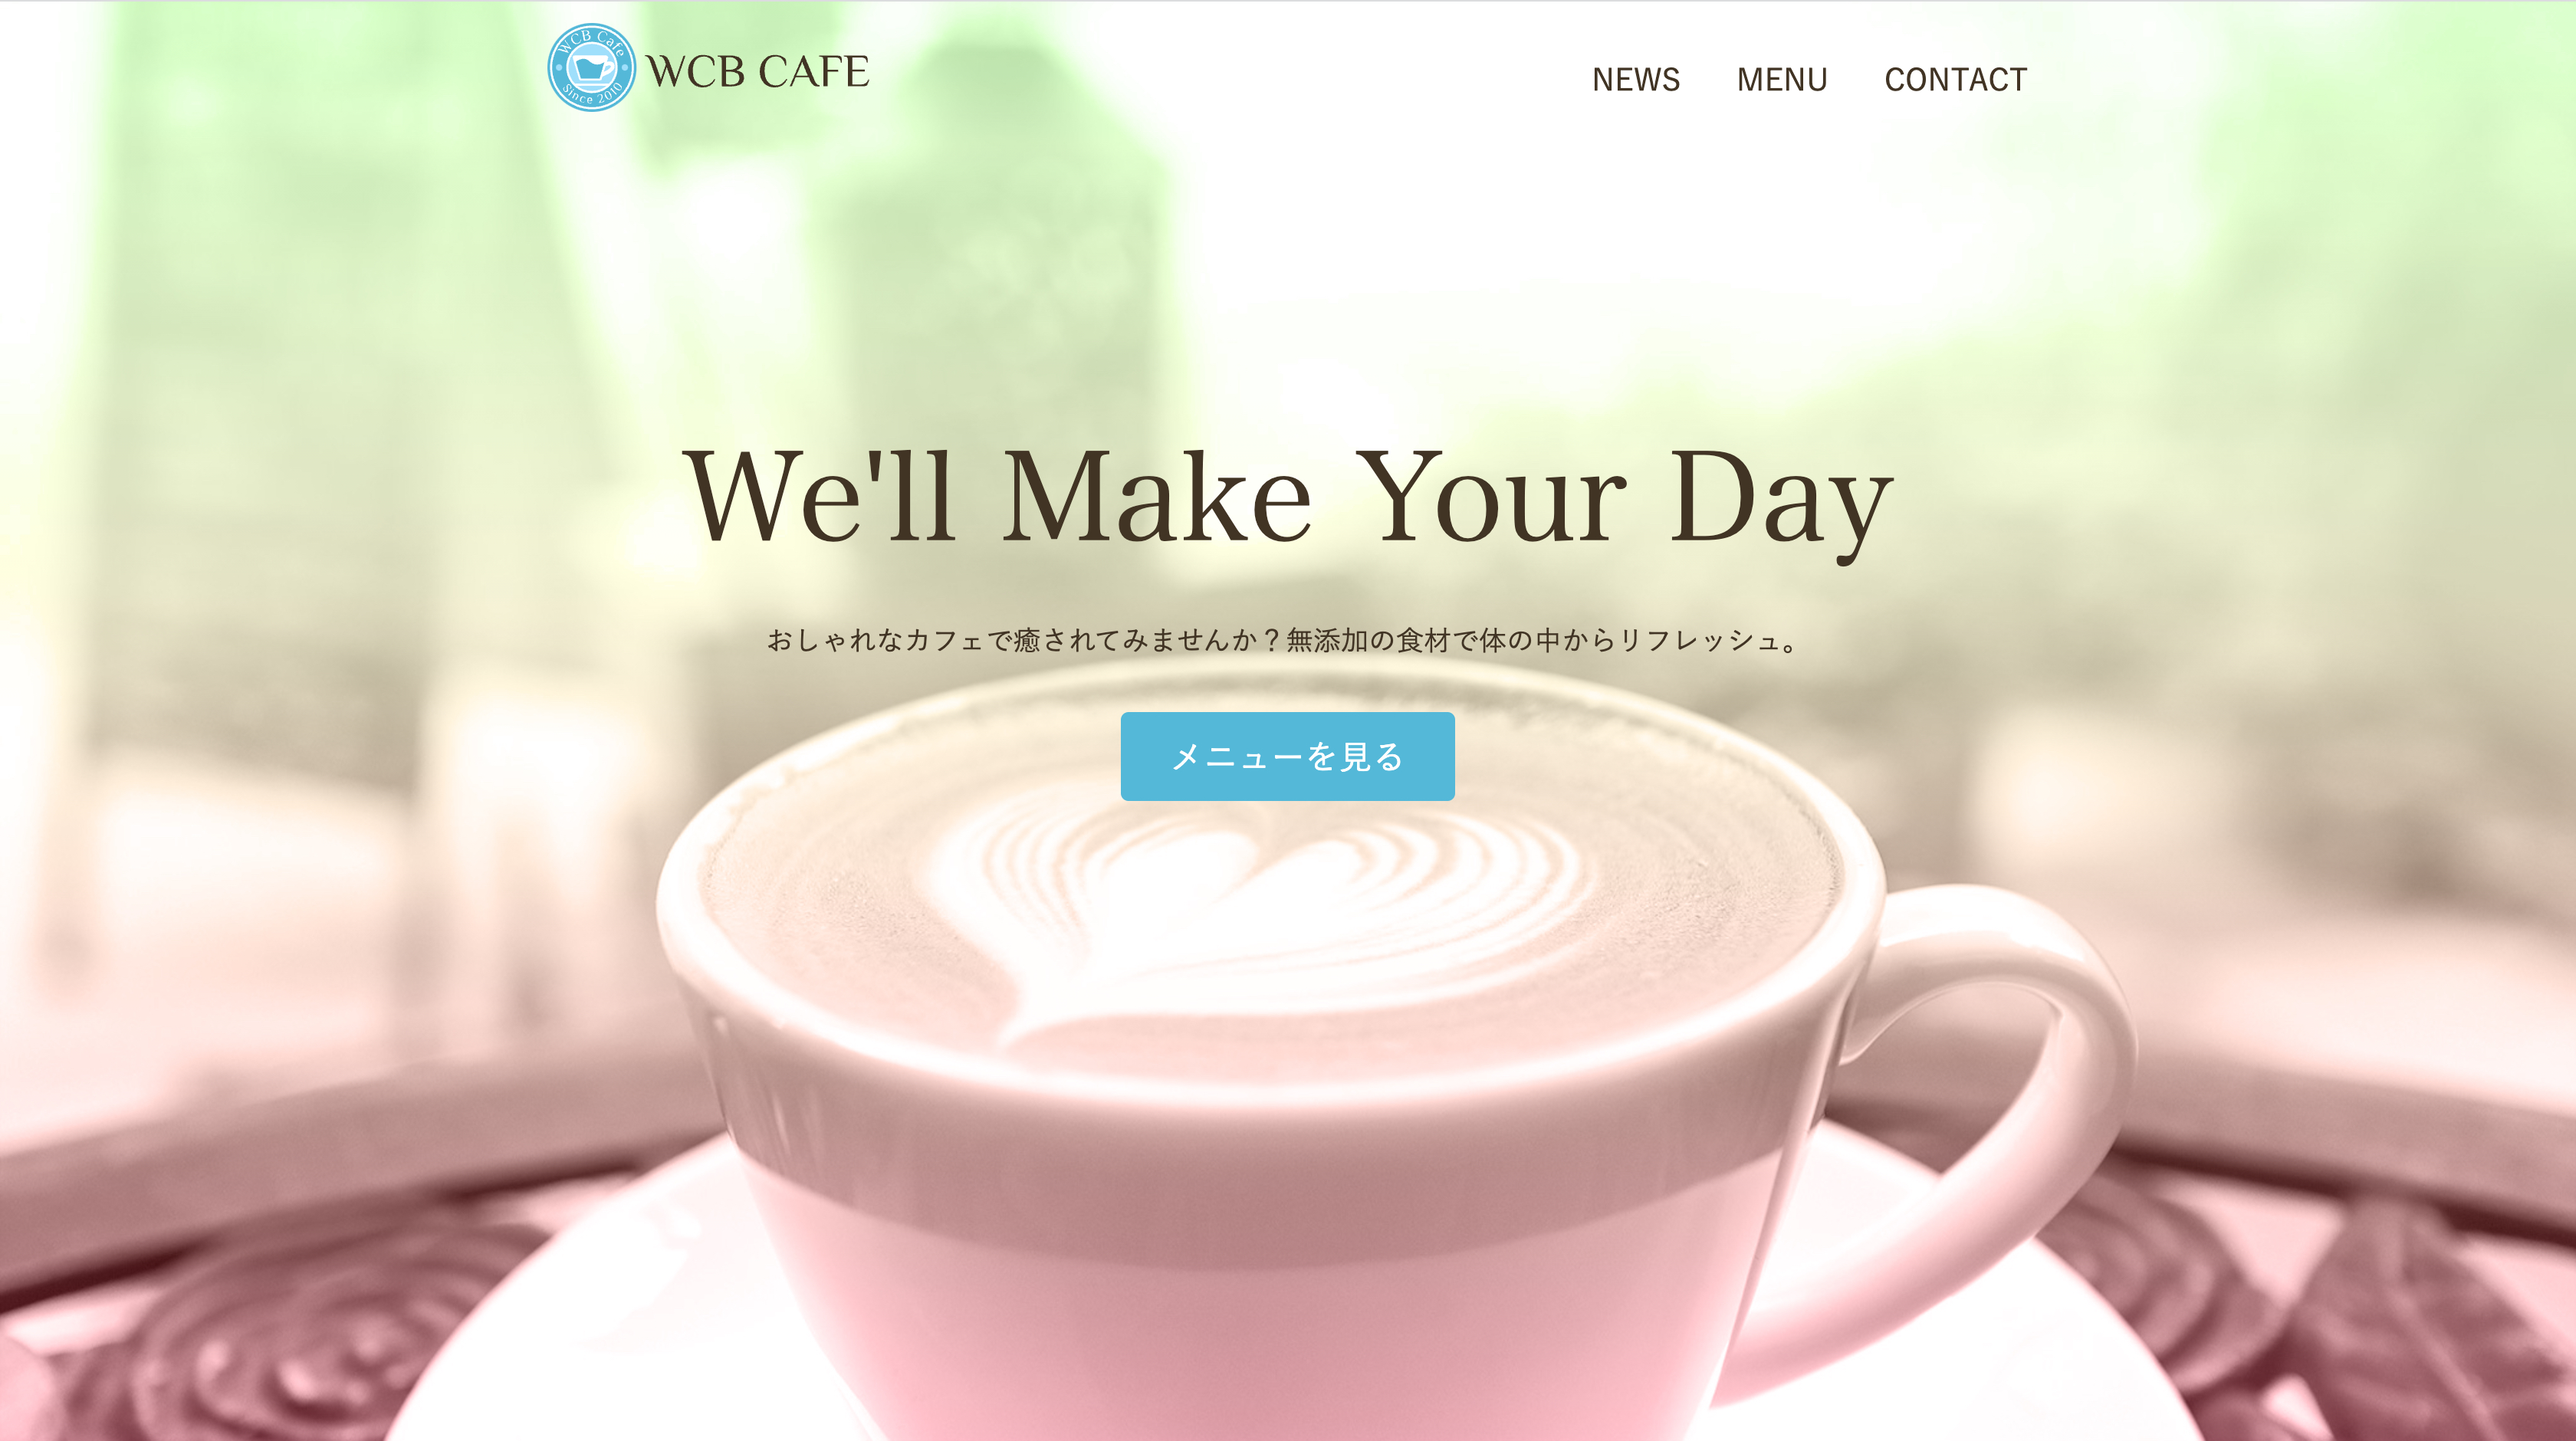 WCB Cafe
Since 2010
WCB CAFE
NEWS MENU CONTACT
We'll Make Your Day
おしゃれなカフェで癒されてみませんか？無添加の食材で体の中からリフレッシュ。
メニューを見る